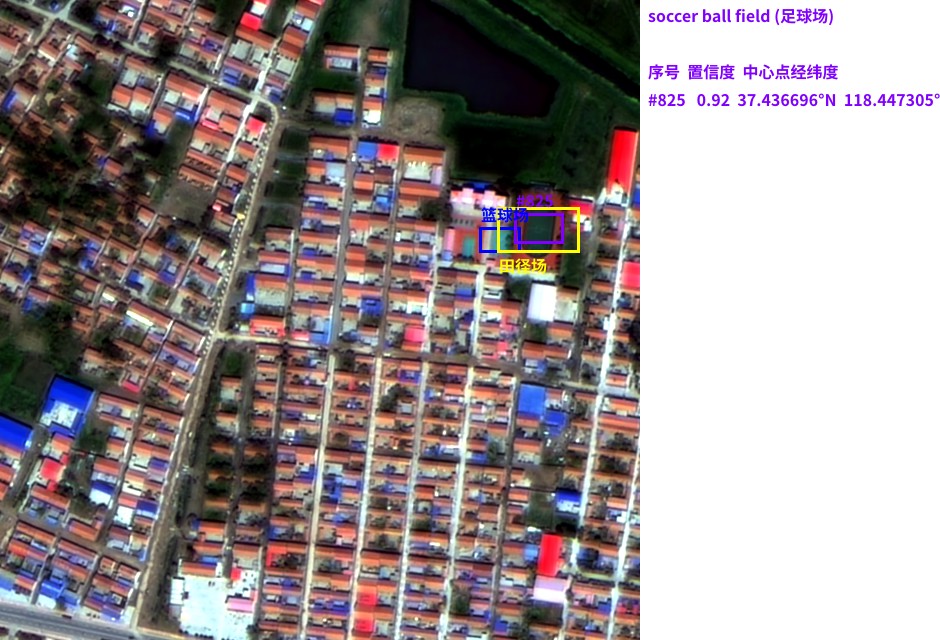 soccer ball field (足球场)
序号 置信度 中心点经纬度
#825 0.92 37.436696°N 118.447305°
#825
篮球场
田径场